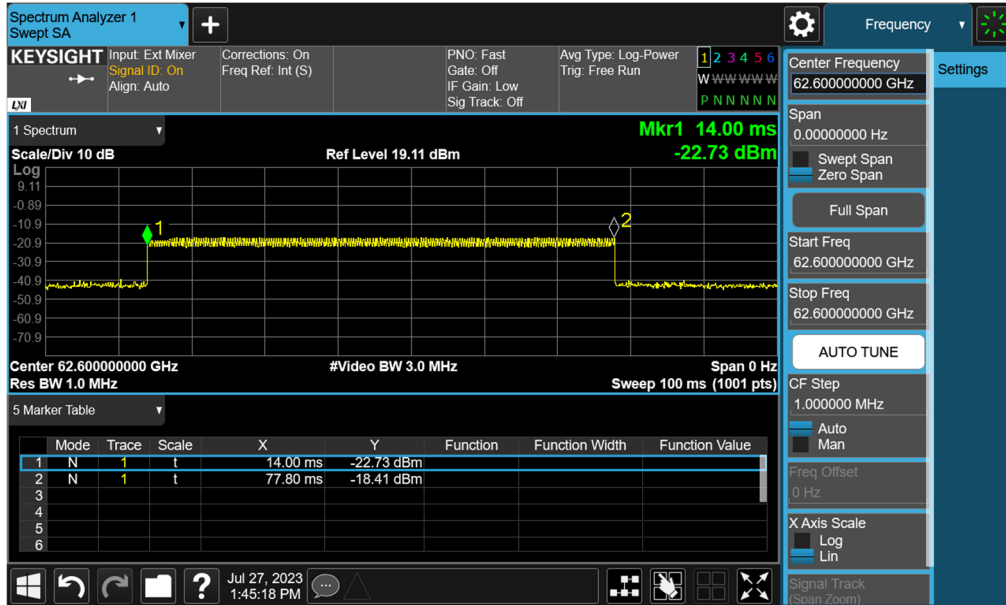 Spectrum Analyzer 1
Swept SA
+
Frequency
KEYSIGHT
LXI
Input: Ext Mixer
Signal ID: On
Align: Auto
Corrections: On
Freq Ref: Int (S)
PNO: Fast
Gate: Off
IF Gain: Low
Sig Track: Off
Avg Type: Log-Power
Trig: Free Run
1 2 3 4 5 6
W W W W W W
P N N N N N
1 Spectrum
Mkr1 14.00 ms
-22.73 dBm
Scale/Div 10 dB
Ref Level 19.11 dBm
Log
9.11
-0.89
-10.9
-20.9
-30.9
-40.9
-50.9
-60.9
-70.9
1
2
Center 62.600000000 GHz
#Video BW 3.0 MHz
Span 0 Hz
Res BW 1.0 MHz
Sweep 100 ms (1001 pts)
5 Marker Table
Mode Trace Scale X Y Function Function Width Function Value
1 N 1 t 14.00 ms -22.73 dBm
2 N 1 t 77.80 ms -18.41 dBm
3
4
5
6
?
Jul 27, 2023
1:45:18 PM
Center Frequency
62.600000000 GHz
Span
0.00000000 Hz
Swept Span
Zero Span
Full Span
Start Freq
62.600000000 GHz
Stop Freq
62.600000000 GHz
AUTO TUNE
CF Step
1.000000 MHz
Auto
Man
Freq Offset
0 Hz
X Axis Scale
Log
Lin
Signal Track
(Span Zoom)
Settings